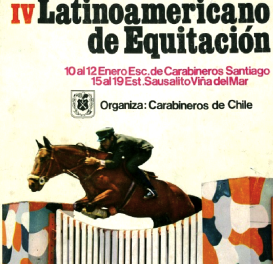 IV Latinoamericano
de Equitación
10 al 12 Enero Esc. de Carabineros Santiago
15 al 19 Est. Sausalito Viña del Mar
Organiza: Carabineros de Chile